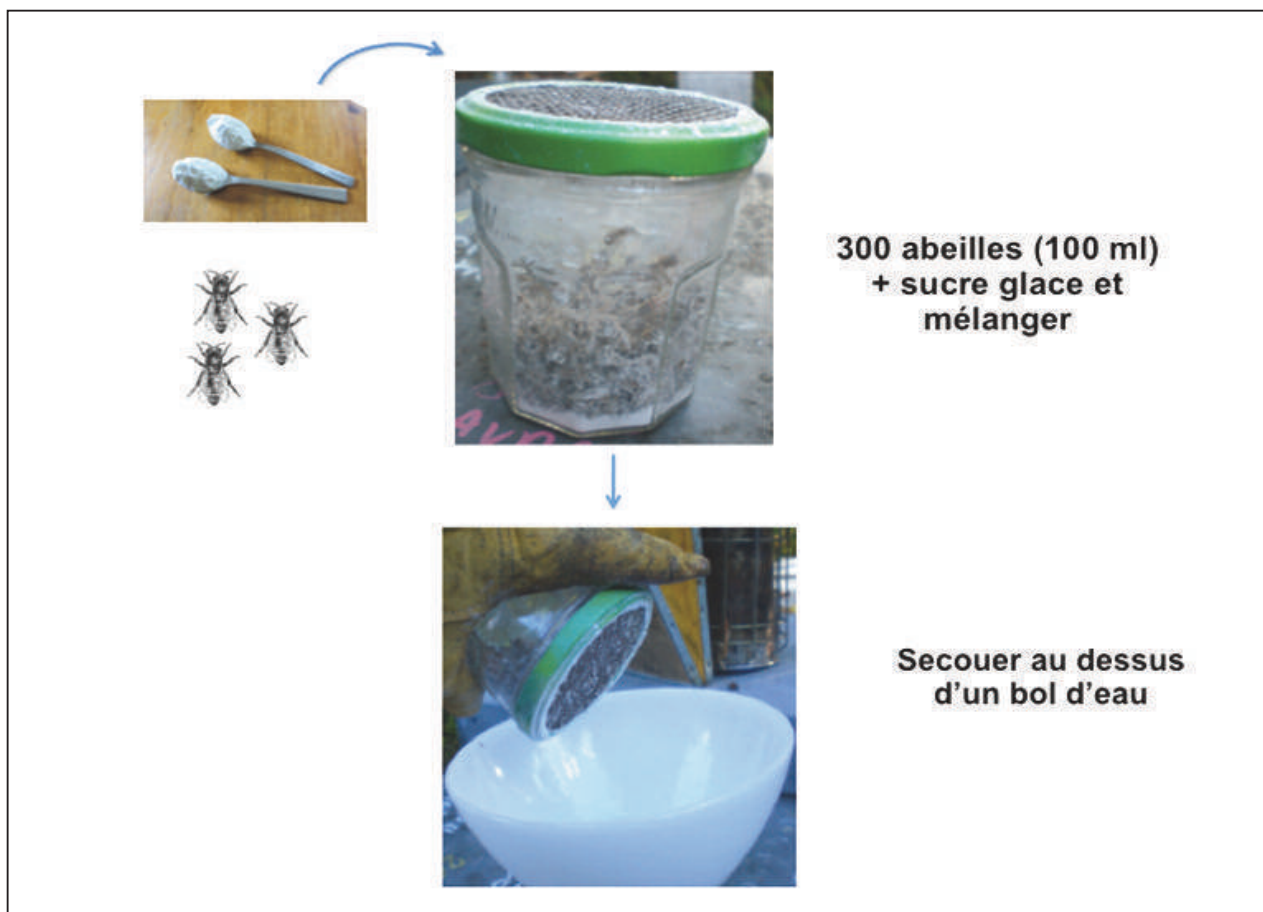 300 abeilles (100 ml)
+ sucre glace et
mélanger
Secouer au dessus
d'un bol d'eau